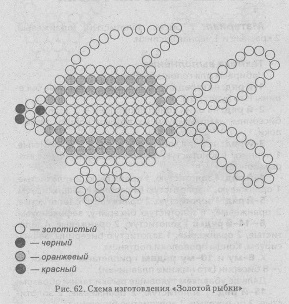 — золотистый
— черный
— оранжевый
— красный
Рис. 62. Схема изготовления «Золотой рыбки»